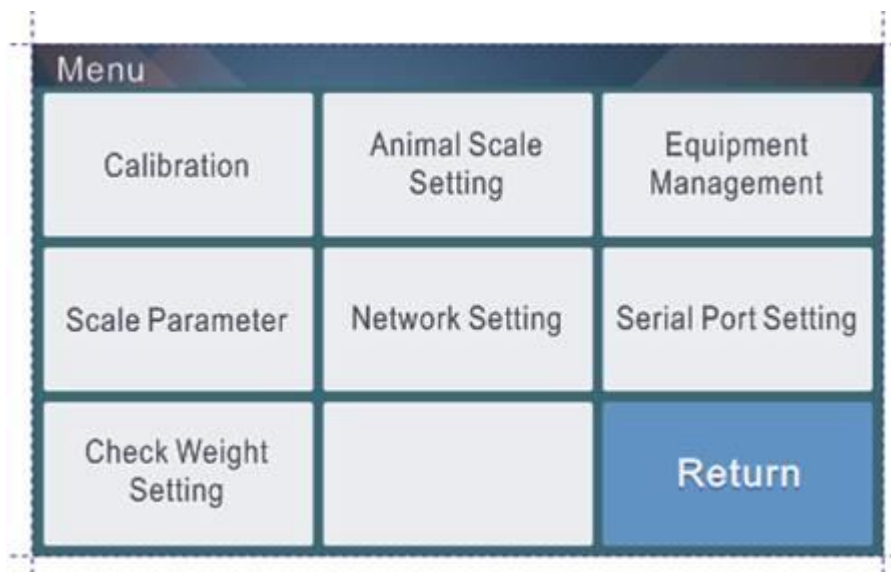 Menu
Calibration
Animal Scale
Setting
Equipment
Management
Scale Parameter
Network Setting
Serial Port Setting
Check Weight
Setting
Return